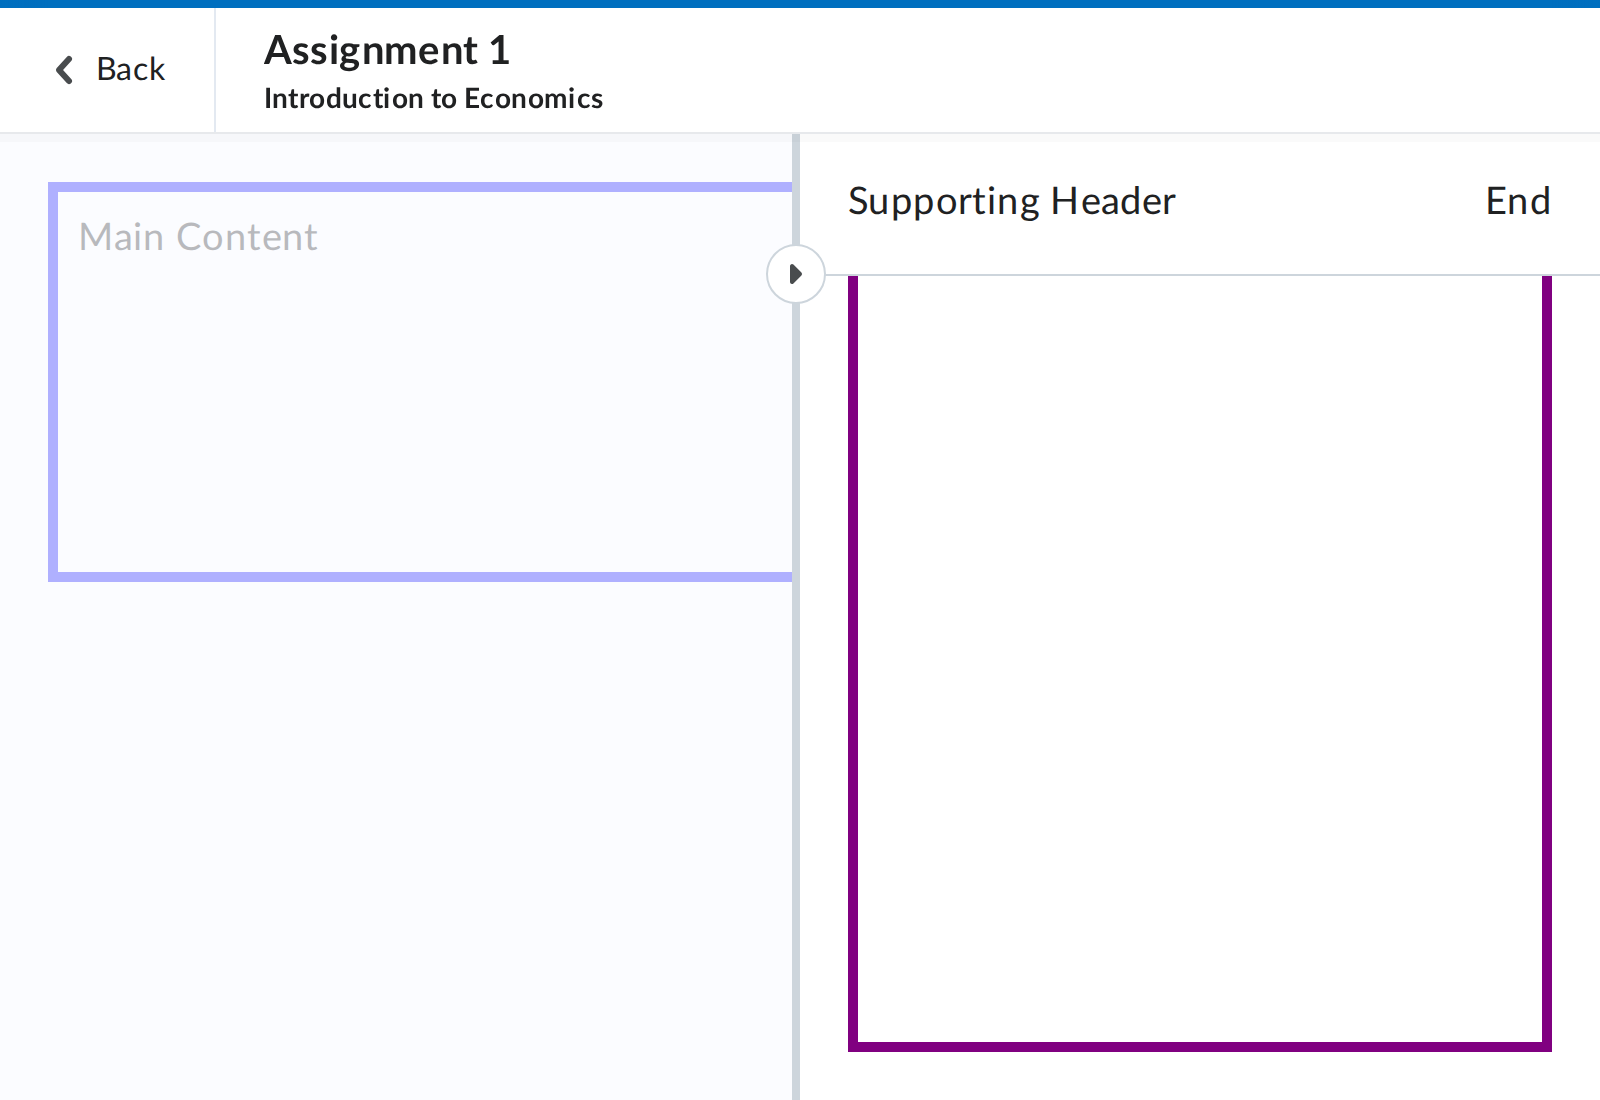 Back
Assignment 1
Introduction to Economics
Main Content
Supporting Header
End